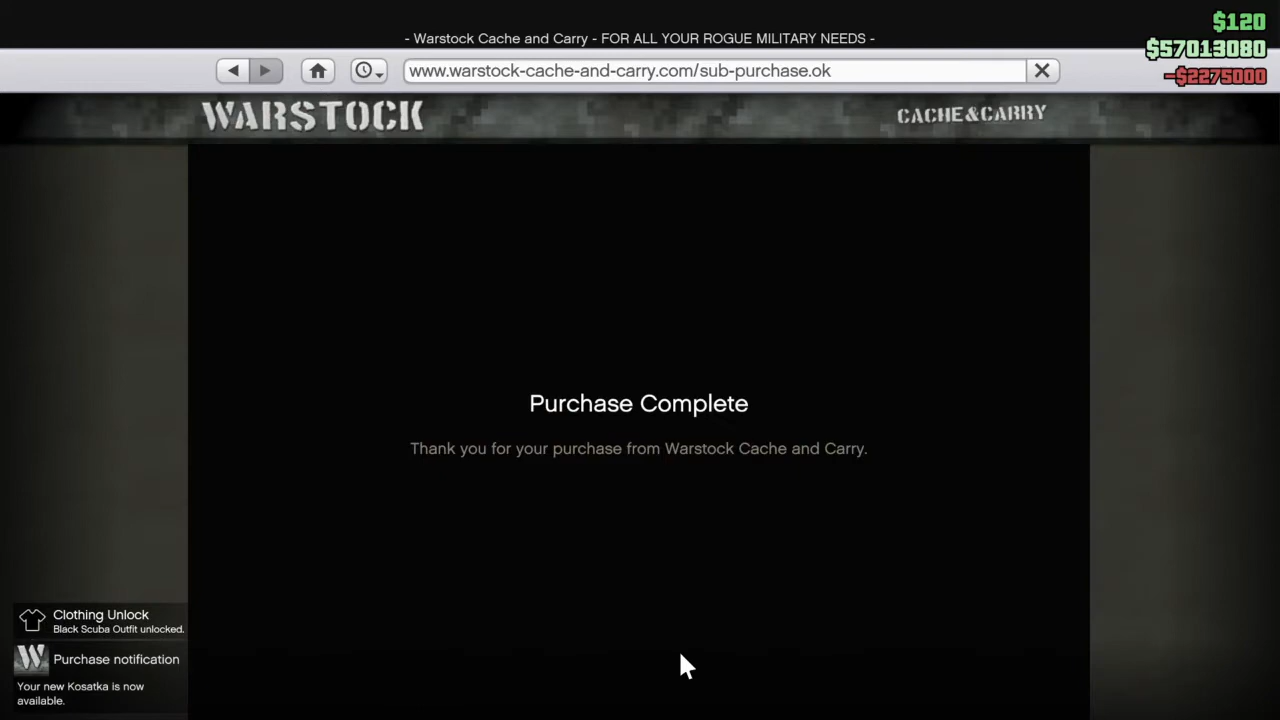 $120
- Warstock Cache and Carry - FOR ALL YOUR ROGUE MILITARY NEEDS -
$57013080
www.warstock-cache-and-carry.com/sub-purchase.ok
-$2275000
WARSTOCK
CACHE&CARRY
Purchase Complete
Thank you for your purchase from Warstock Cache and Carry.
Clothing Unlock
Black Scuba Outfit unlocked.
W
Purchase notification
Your new Kosatka is now
available.